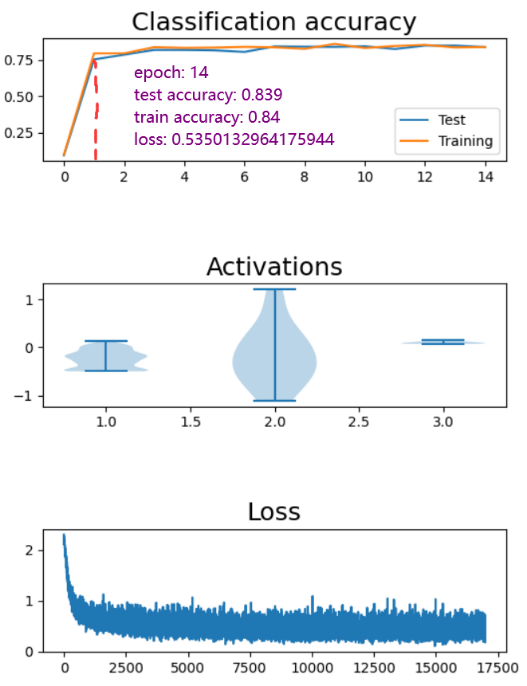 Classification accuracy
0.75
0.50
0.25
epoch: 14
test accuracy: 0.839
train accuracy: 0.84
loss: 0.5350132964175944
Test
Training
0 2 4 6 8 10 12 14
Activations
1
0
−1
1.0 1.5 2.0 2.5 3.0
Loss
2
1
0
0 2500 5000 7500 10000 12500 15000 17500